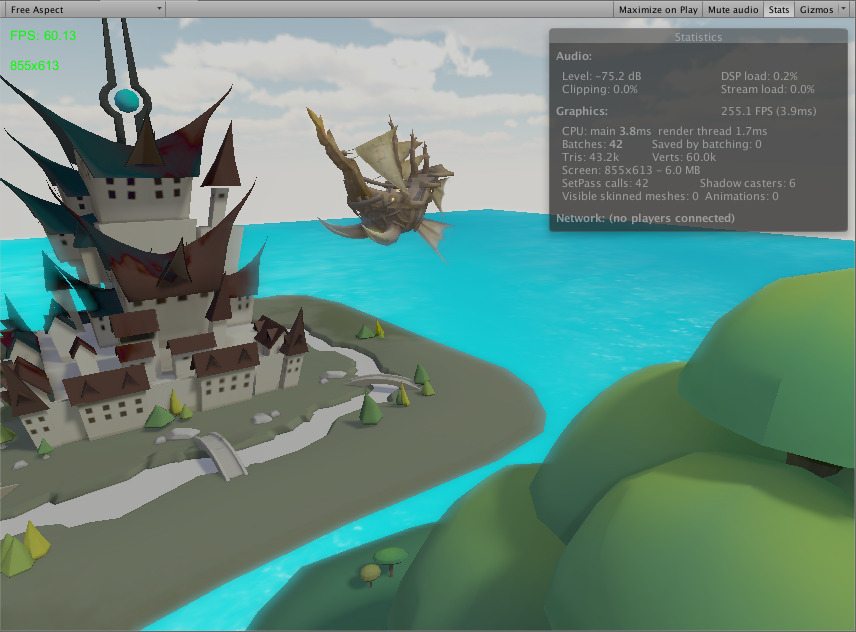 Free Aspect
Maximize on Play Mute audio Stats Gizmos
FPS: 60.13
855x613
Statistics
Audio:
Level: -75.2 dB DSP load: 0.2%
Clipping: 0.0% Stream load: 0.0%
Graphics: 255.1 FPS (3.9ms)
CPU: main 3.8ms render thread 1.7ms
Batches: 42 Saved by batching: 0
Tris: 43.2k Verts: 60.0k
Screen: 855x613 - 6.0 MB
SetPass calls: 42 Shadow casters: 6
Visible skinned meshes: 0 Animations: 0
Network: (no players connected)